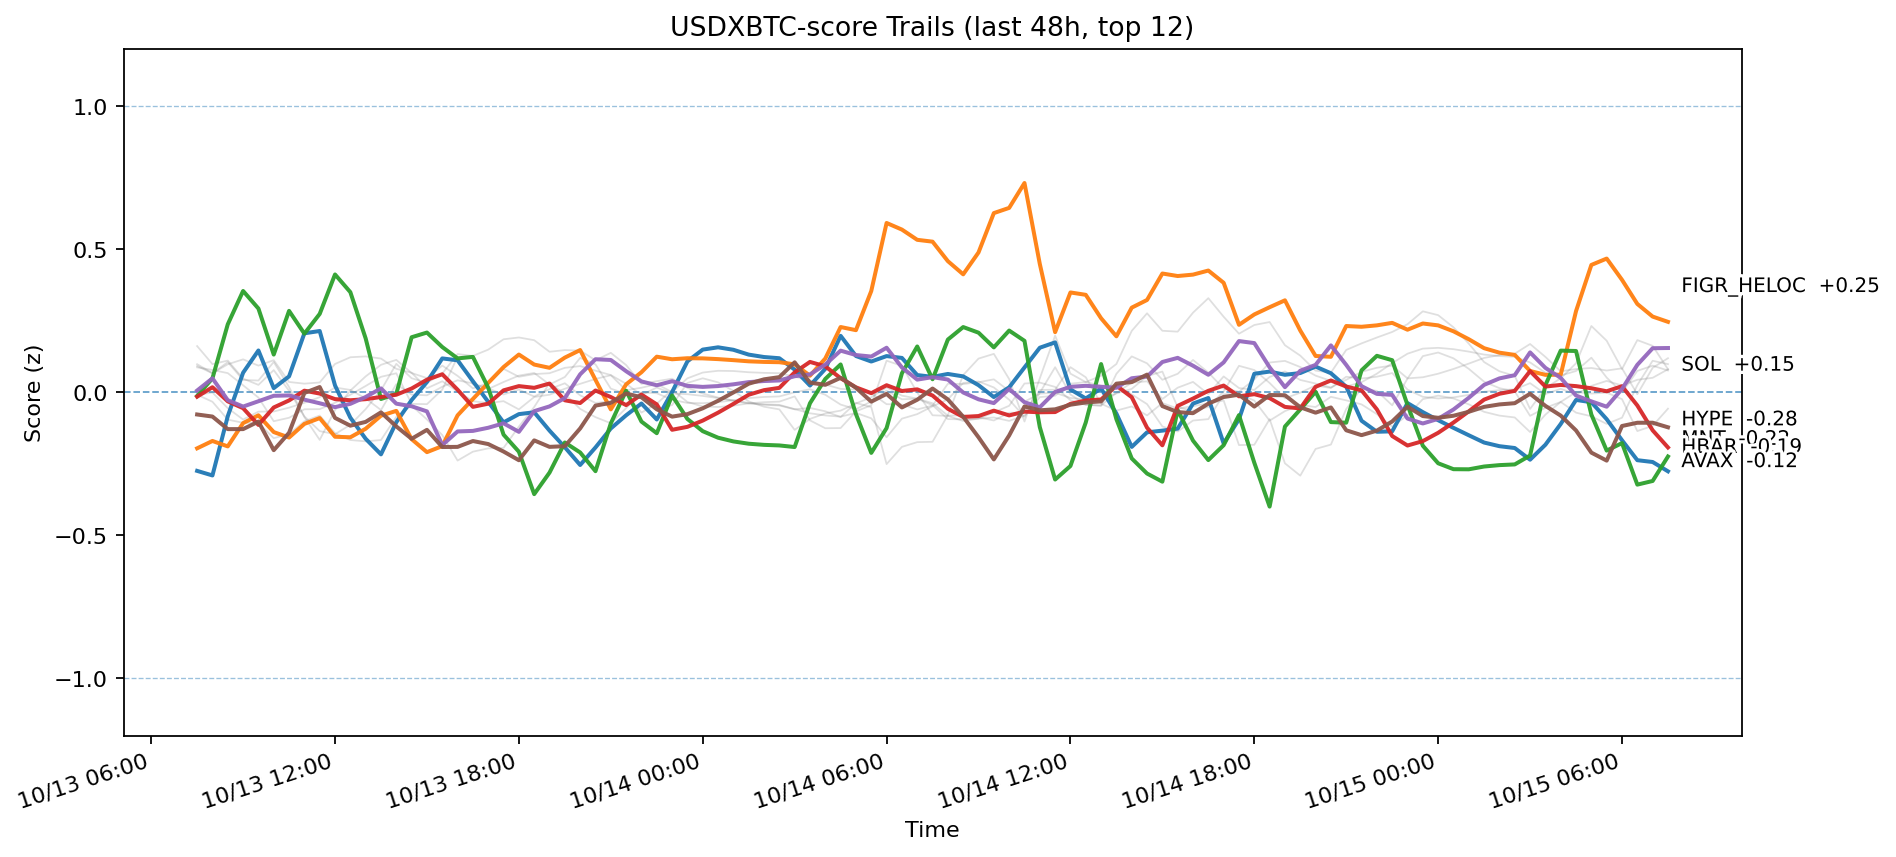 USDXBTC-score Trails (last 48h, top 12)
Score (z)
1.0
0.5
0.0
−0.5
−1.0
FIGR_HELOC +0.25
SOL +0.15
HYPE -0.28
-0.19
AVAX -0.12
10/13 06:00
10/13 12:00
10/13 18:00
10/14 00:00
10/14 06:00
10/14 12:00
10/14 18:00
10/15 00:00
10/15 06:00
Time